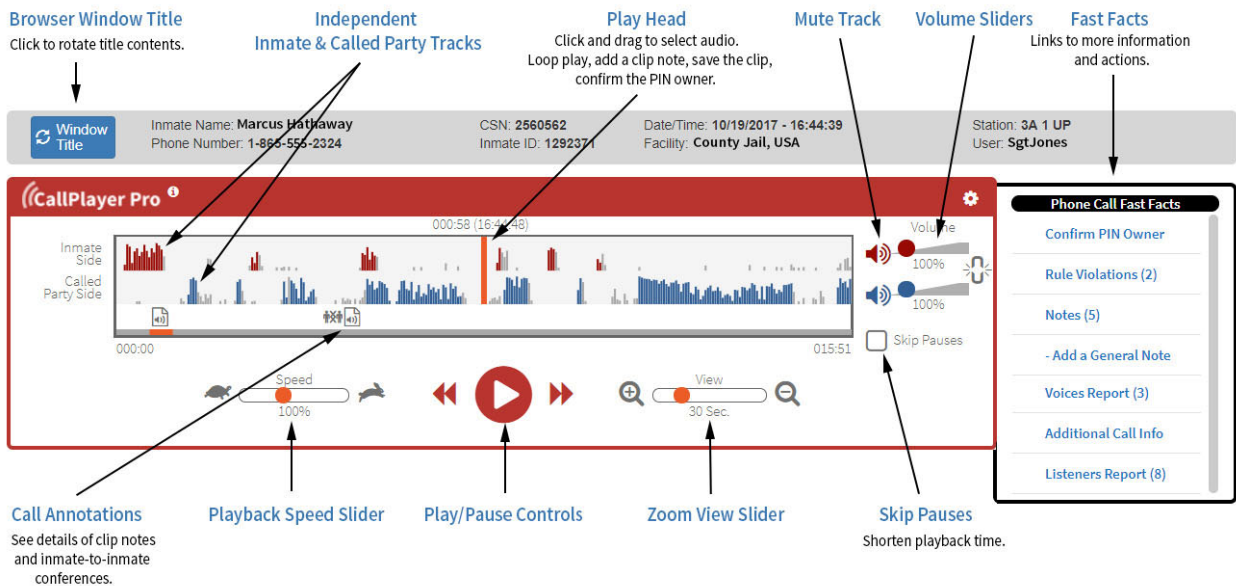 Browser Window Title
Click to rotate title contents.
Independent
Inmate & Called Party Tracks
Play Head
Click and drag to select audio.
Loop play, add a clip note, save the clip,
confirm the PIN owner.
Mute Track
Volume Sliders
Fast Facts
Links to more information
and actions.
Window
Title
Inmate Name: Marcus Hathaway
Phone Number: 1-865-555-2324
CSN: 2560562
Inmate ID: 1292371
Date/Time: 10/19/2017 - 16:44:39
Facility: County Jail, USA
Station: 3A 1 UP
User: SgtJones
CallPlayer Pro
000:58 (16:44:48)
Inmate
Side
Called
Party Side
000:00
015:51
Volume
100%
100%
Skip Pauses
Speed
100%
View
30 Sec.
Phone Call Fast Facts
Confirm PIN Owner
Rule Violations (2)
Notes (5)
- Add a General Note
Voices Report (3)
Additional Call Info
Listeners Report (8)
Call Annotations
See details of clip notes
and inmate-to-inmate
conferences.
Playback Speed Slider
Play/Pause Controls
Zoom View Slider
Skip Pauses
Shorten playback time.